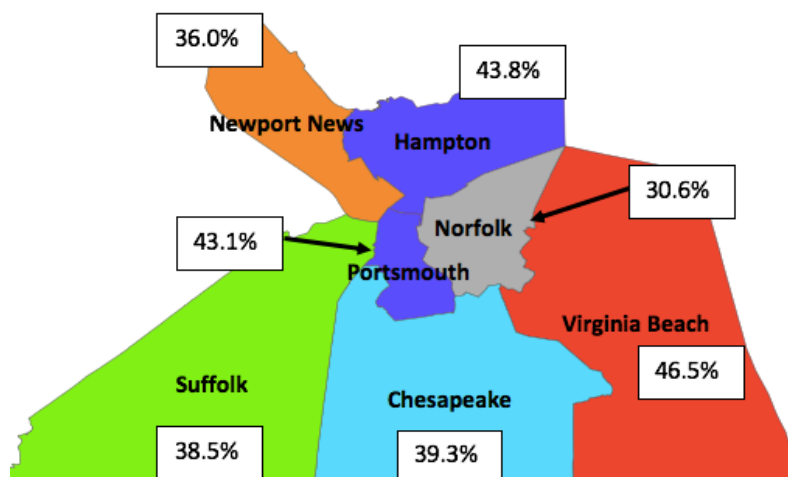 36.0%
43.8%
Newport News
Hampton
30.6%
43.1%
Norfolk
Portsmouth
Virginia Beach
46.5%
Suffolk
Chesapeake
38.5%
39.3%